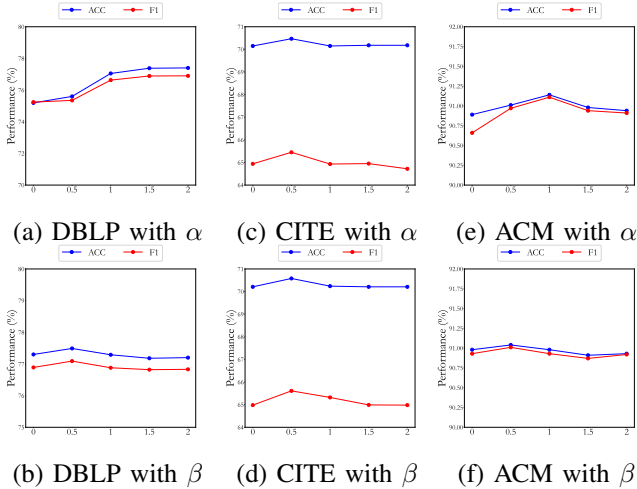 ACC F1 ACC F1 ACC F1
80
78
76
74
72
70
Performance (%)
0 0.5 1 1.5 2
71
70
69
68
67
66
65
64
Performance (%)
0 0.5 1 1.5 2
92.00
91.75
91.50
91.25
91.00
90.75
90.50
90.25
90.00
Performance (%)
0 0.5 1 1.5 2
(a) DBLP with α (c) CITE with α (e) ACM with α
ACC F1 ACC F1 ACC F1
80
79
78
77
76
75
Performance (%)
0 0.5 1 1.5 2
71
70
69
68
67
66
65
64
Performance (%)
0 0.5 1 1.5 2
92.00
91.75
91.50
91.25
91.00
90.75
90.50
90.25
90.00
Performance (%)
0 0.5 1 1.5 2
(b) DBLP with β (d) CITE with β (f) ACM with β